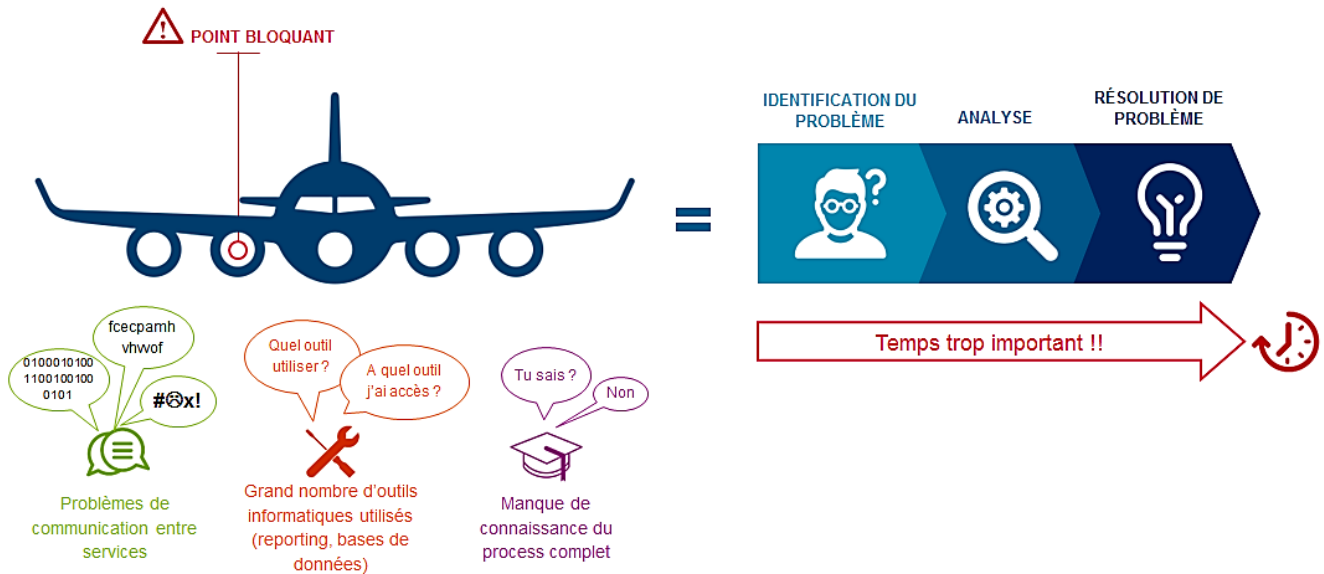 POINT BLOQUANT
IDENTIFICATION DU
PROBLÈME
ANALYSE
RÉSOLUTION DE
PROBLÈME
?
=
Temps trop important !!
fcecpamh
vhvvof
0100010100
1100100100
0101
#☹x!
Quel outil
utiliser ?
A quel outil
j'ai accès ?
Tu sais ?
Non
Problèmes de
communication entre
services
Grand nombre d'outils
informatiques utilisés
(reporting, bases de
données)
Manque de
connaissance du
process complet